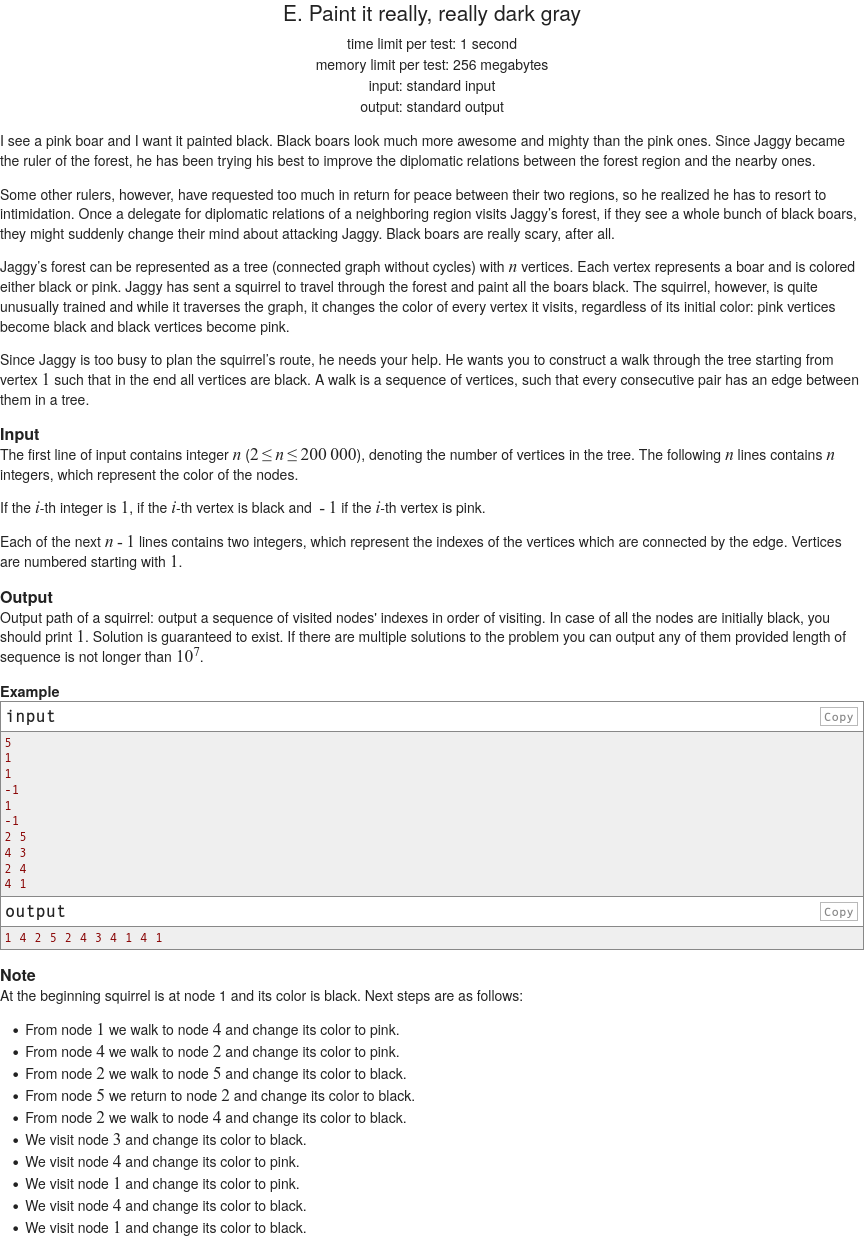 E. Paint it really, really dark gray
time limit per test: 1 second
memory limit per test: 256 megabytes
input: standard input
output: standard output
I see a pink boar and I want it painted black. Black boars look much more awesome and mighty than the pink ones. Since Jaggy became
the ruler of the forest, he has been trying his best to improve the diplomatic relations between the forest region and the nearby ones.
Some other rulers, however, have requested too much in return for peace between their two regions, so he realized he has to resort to
intimidation. Once a delegate for diplomatic relations of a neighboring region visits Jaggy's forest, if they see a whole bunch of black boars,
they might suddenly change their mind about attacking Jaggy. Black boars are really scary, after all.
Jaggy's forest can be represented as a tree (connected graph without cycles) with n vertices. Each vertex represents a boar and is colored
either black or pink. Jaggy has sent a squirrel to travel through the forest and paint all the boars black. The squirrel, however, is quite
unusually trained and while it traverses the graph, it changes the color of every vertex it visits, regardless of its initial color: pink vertices
become black and black vertices become pink.
Since Jaggy is too busy to plan the squirrel's route, he needs your help. He wants you to construct a walk through the tree starting from
vertex 1 such that in the end all vertices are black. A walk is a sequence of vertices, such that every consecutive pair has an edge between
them in a tree.
Input
The first line of input contains integer n (2 ≤ n ≤ 200 000), denoting the number of vertices in the tree. The following n lines contains n
integers, which represent the color of the nodes.
If the i-th integer is 1, if the i-th vertex is black and - 1 if the i-th vertex is pink.
Each of the next n - 1 lines contains two integers, which represent the indexes of the vertices which are connected by the edge. Vertices
are numbered starting with 1.
Output
Output path of a squirrel: output a sequence of visited nodes' indexes in order of visiting. In case of all the nodes are initially black, you
should print 1. Solution is guaranteed to exist. If there are multiple solutions to the problem you can output any of them provided length of
sequence is not longer than 10⁷.
Example
input Copy
5
1
1
-1
1
-1
2 5
4 3
2 4
4 1
output Copy
1 4 2 5 2 4 3 4 1 4 1
Note
At the beginning squirrel is at node 1 and its color is black. Next steps are as follows:
• From node 1 we walk to node 4 and change its color to pink.
• From node 4 we walk to node 2 and change its color to pink.
• From node 2 we walk to node 5 and change its color to black.
• From node 5 we return to node 2 and change its color to black.
• From node 2 we walk to node 4 and change its color to black.
• We visit node 3 and change its color to black.
• We visit node 4 and change its color to pink.
• We visit node 1 and change its color to pink.
• We visit node 4 and change its color to black.
• We visit node 1 and change its color to black.